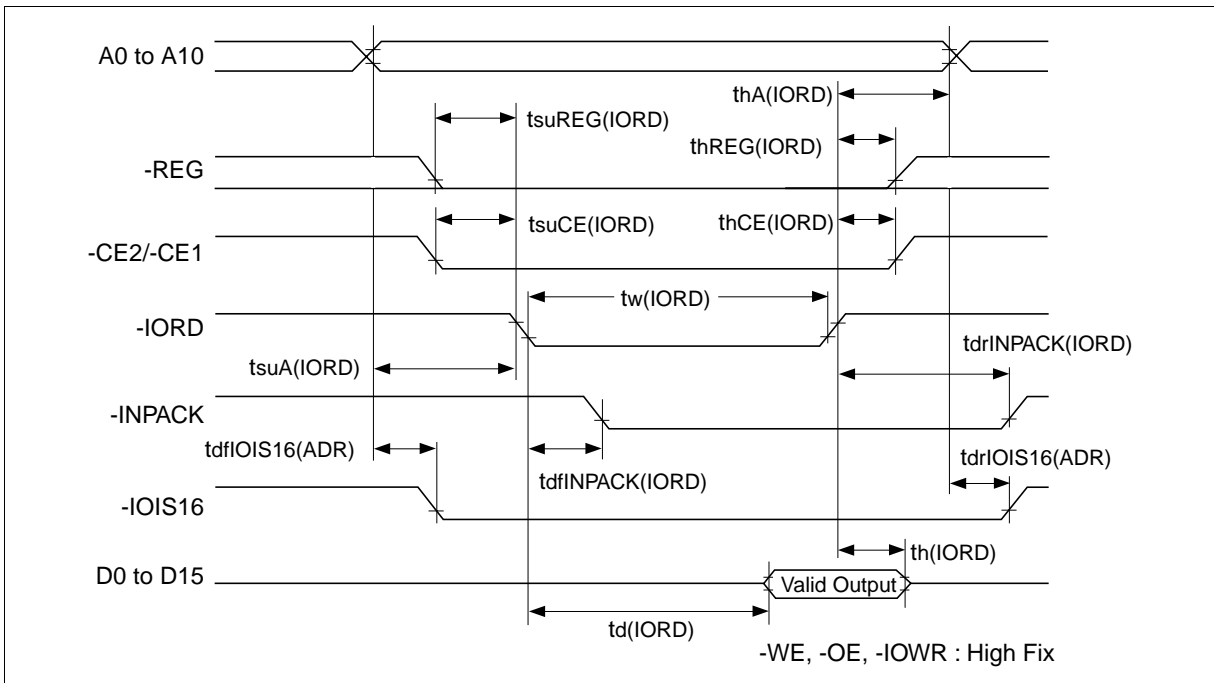 A0 to A10
thA(IORD)
tsuREG(IORD)
thREG(IORD)
-REG
tsuCE(IORD)
thCE(IORD)
-CE2/-CE1
tw(IORD)
-IORD
tdrINPACK(IORD)
tsuA(IORD)
-INPACK
tdfIOIS16(ADR)
tdrIOIS16(ADR)
tdfINPACK(IORD)
-IOIS16
th(IORD)
D0 to D15
Valid Output
td(IORD)
-WE, -OE, -IOWR : High Fix